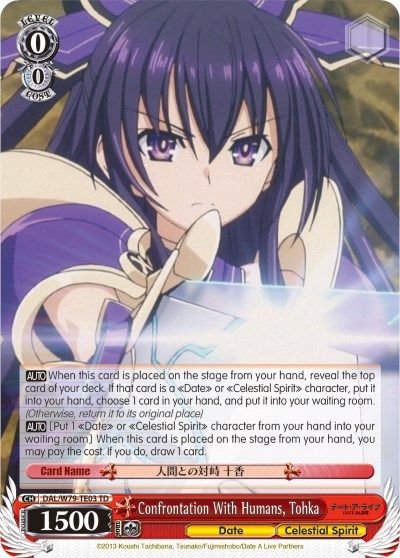 LEVEL
0
0
COST
AUTO When this card is placed on the stage from your hand, reveal the top
card of your deck. If that card is a «Date» or «Celestial Spirit» character, put it
into your hand, choose 1 card in your hand, and put it into your waiting room.
(Otherwise, return it to its original place)
AUTO [Put 1 «Date» or «Celestial Spirit» character from your hand into your
waiting room] When this card is placed on the stage from your hand, you
may pay the cost. If you do, draw 1 card.
Card Name 人間との対峙 十香
CH DAL/W79-TE03 TD
Confrontation With Humans, Tohka
デート・ア・ライブ
DATE A LIVE
POWER
1500
Date
Celestial Spirit
©2013 Koushi Tachibana, Tsunako/Fujimishobo/Date A Live Partners